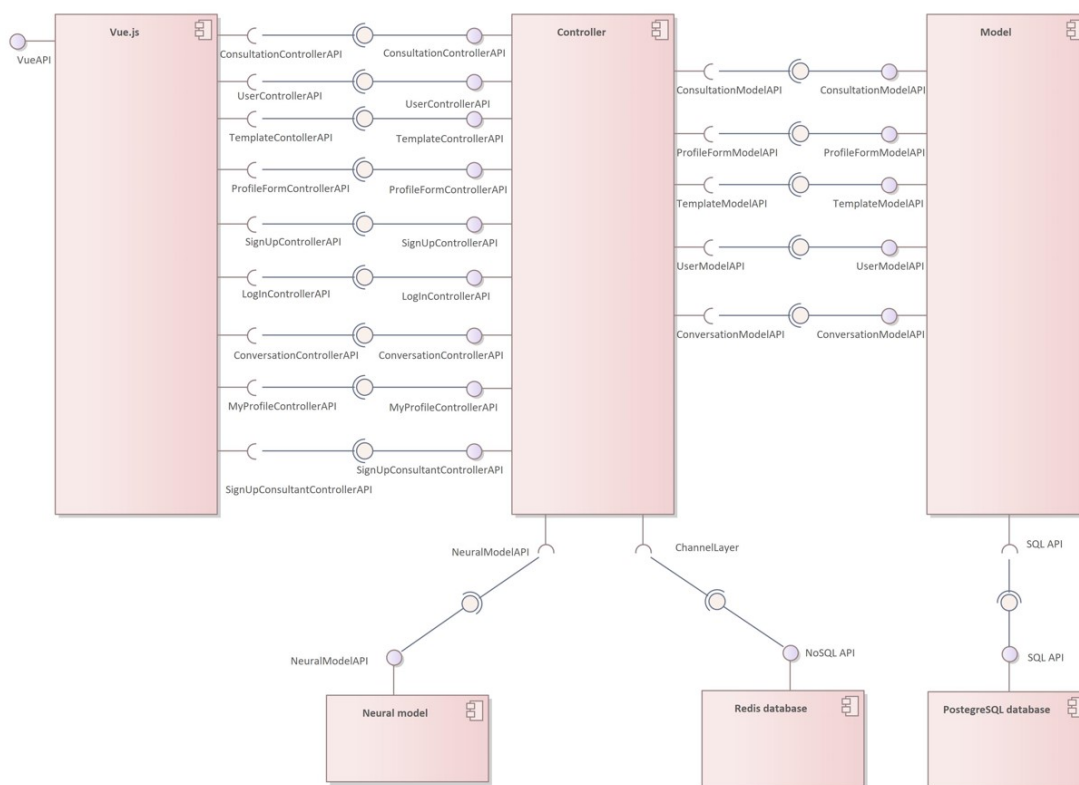 Vue.js
Controller
Model
VueAPI
ConsultationControllerAPI
ConsultationControllerAPI
UserControllerAPI
UserControllerAPI
TemplateContollerAPI
TemplateControllerAPI
ProfileFormControllerAPI
ProfileFormControllerAPI
SignUpControllerAPI
SignUpControllerAPI
LogInControllerAPI
LogInControllerAPI
ConversationControllerAPI
ConversationControllerAPI
MyProfileControllerAPI
MyProfileControllerAPI
SignUpConsultantControllerAPI
SignUpConsultantControllerAPI
ConsultationModelAPI
ConsultationModelAPI
ProfileFormModelAPI
ProfileFormModelAPI
TemplateModelAPI
TemplateModelAPI
UserModelAPI
UserModelAPI
ConversationModelAPI
ConversationModelAPI
NeuralModelAPI
ChannelLayer
SQL API
NeuralModelAPI
NoSQL API
SQL API
Neural model
Redis database
PostegreSQL database